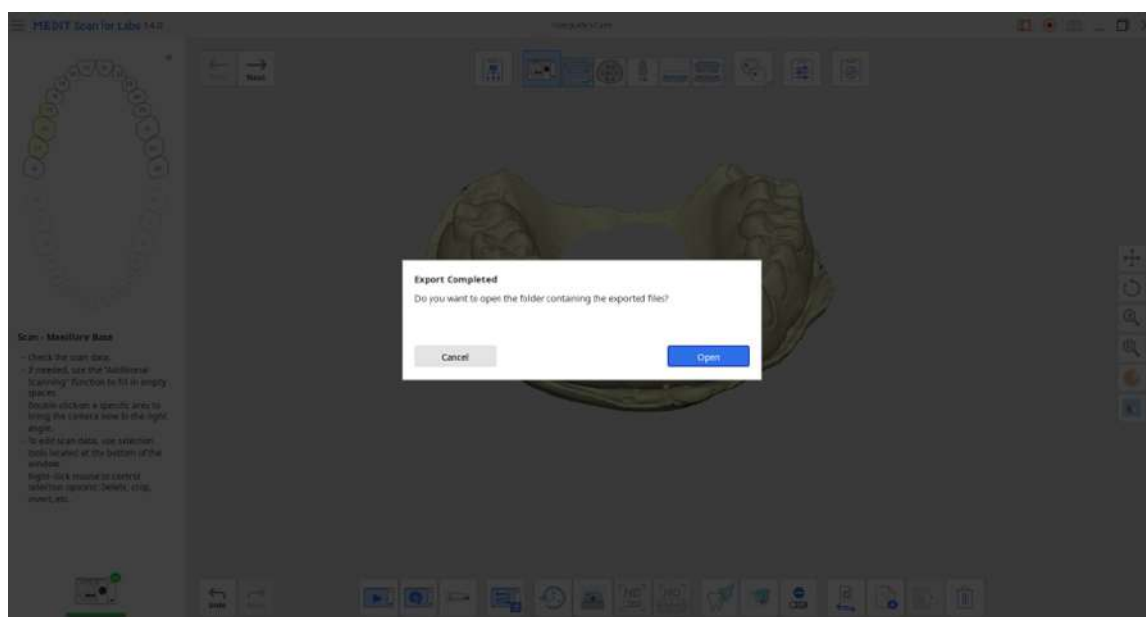 MEDIT Scan for Labs 1.4.0
Next
Export Completed
Do you want to open the folder containing the exported files?
Cancel
Open
Scan - Maxillary Base
- Check the scan data.
- If needed, use the "Additional
Scanning" function to fill in empty
spaces.
Double click on a specific area to
bring the camera view to the right
angle.
- To edit scan data, use selection
tools located at the bottom of the
window.
Right-click mouse to control
selection options: Delete, crop,
invert, etc.
Undo